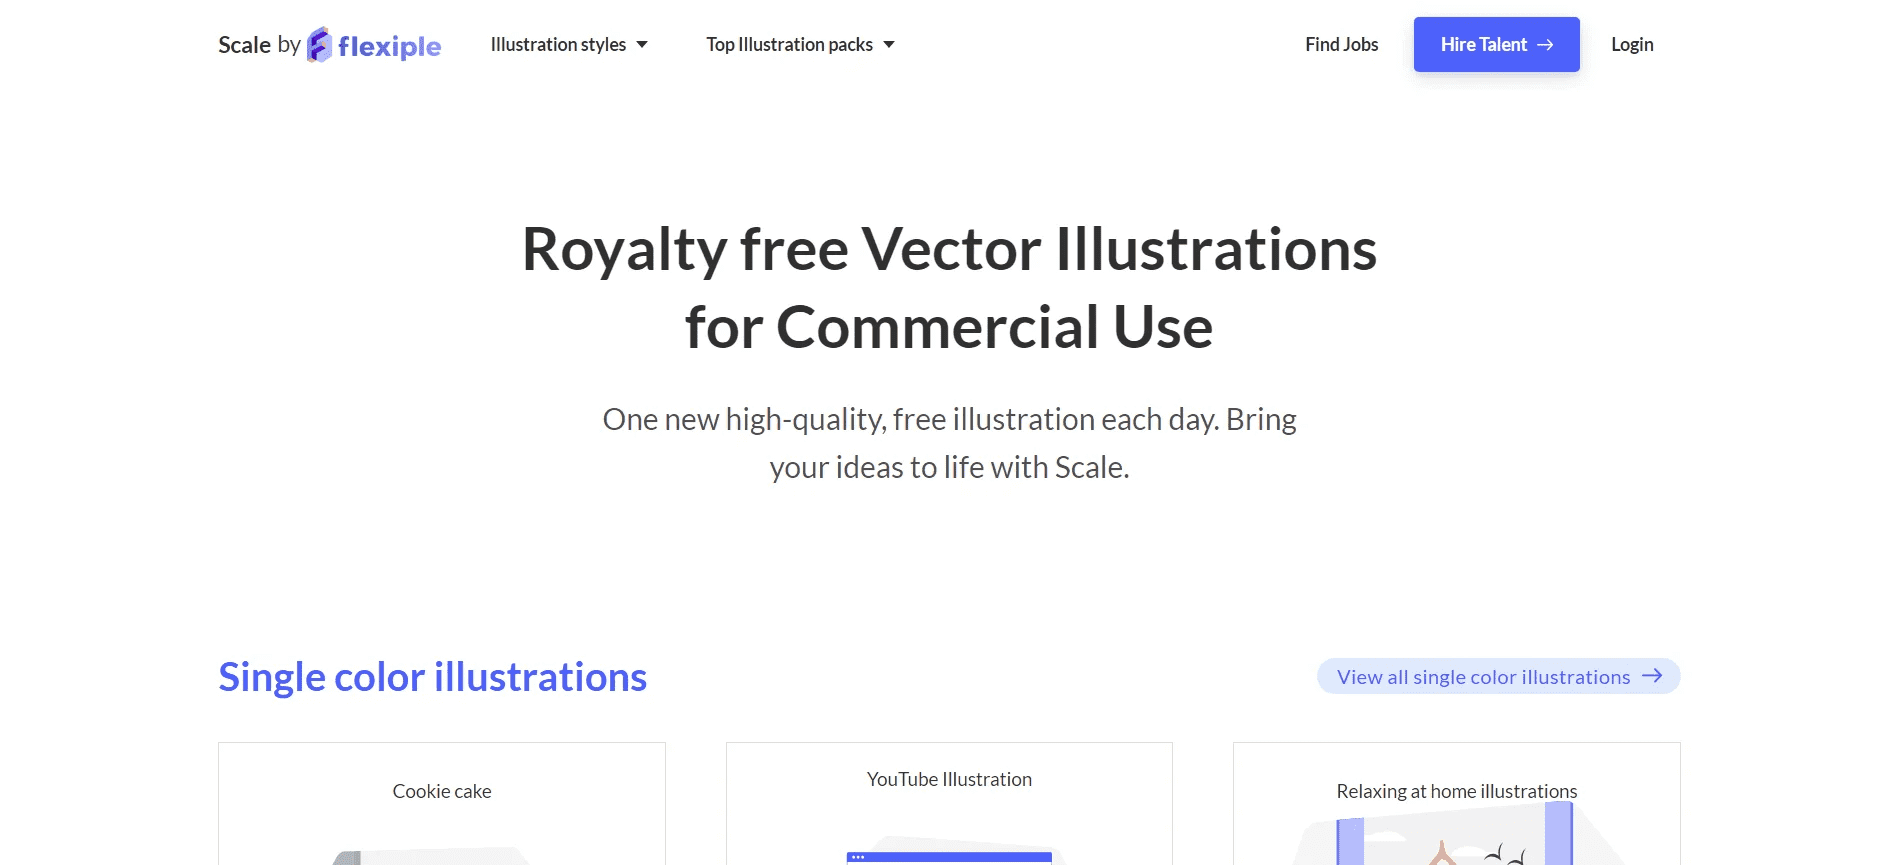 Scale by flexiple
Illustration styles
Top Illustration packs
Find Jobs
Hire Talent →
Login
Royalty free Vector Illustrations
for Commercial Use
One new high-quality, free illustration each day. Bring
your ideas to life with Scale.
Single color illustrations
View all single color illustrations →
Cookie cake
YouTube Illustration
Relaxing at home illustrations